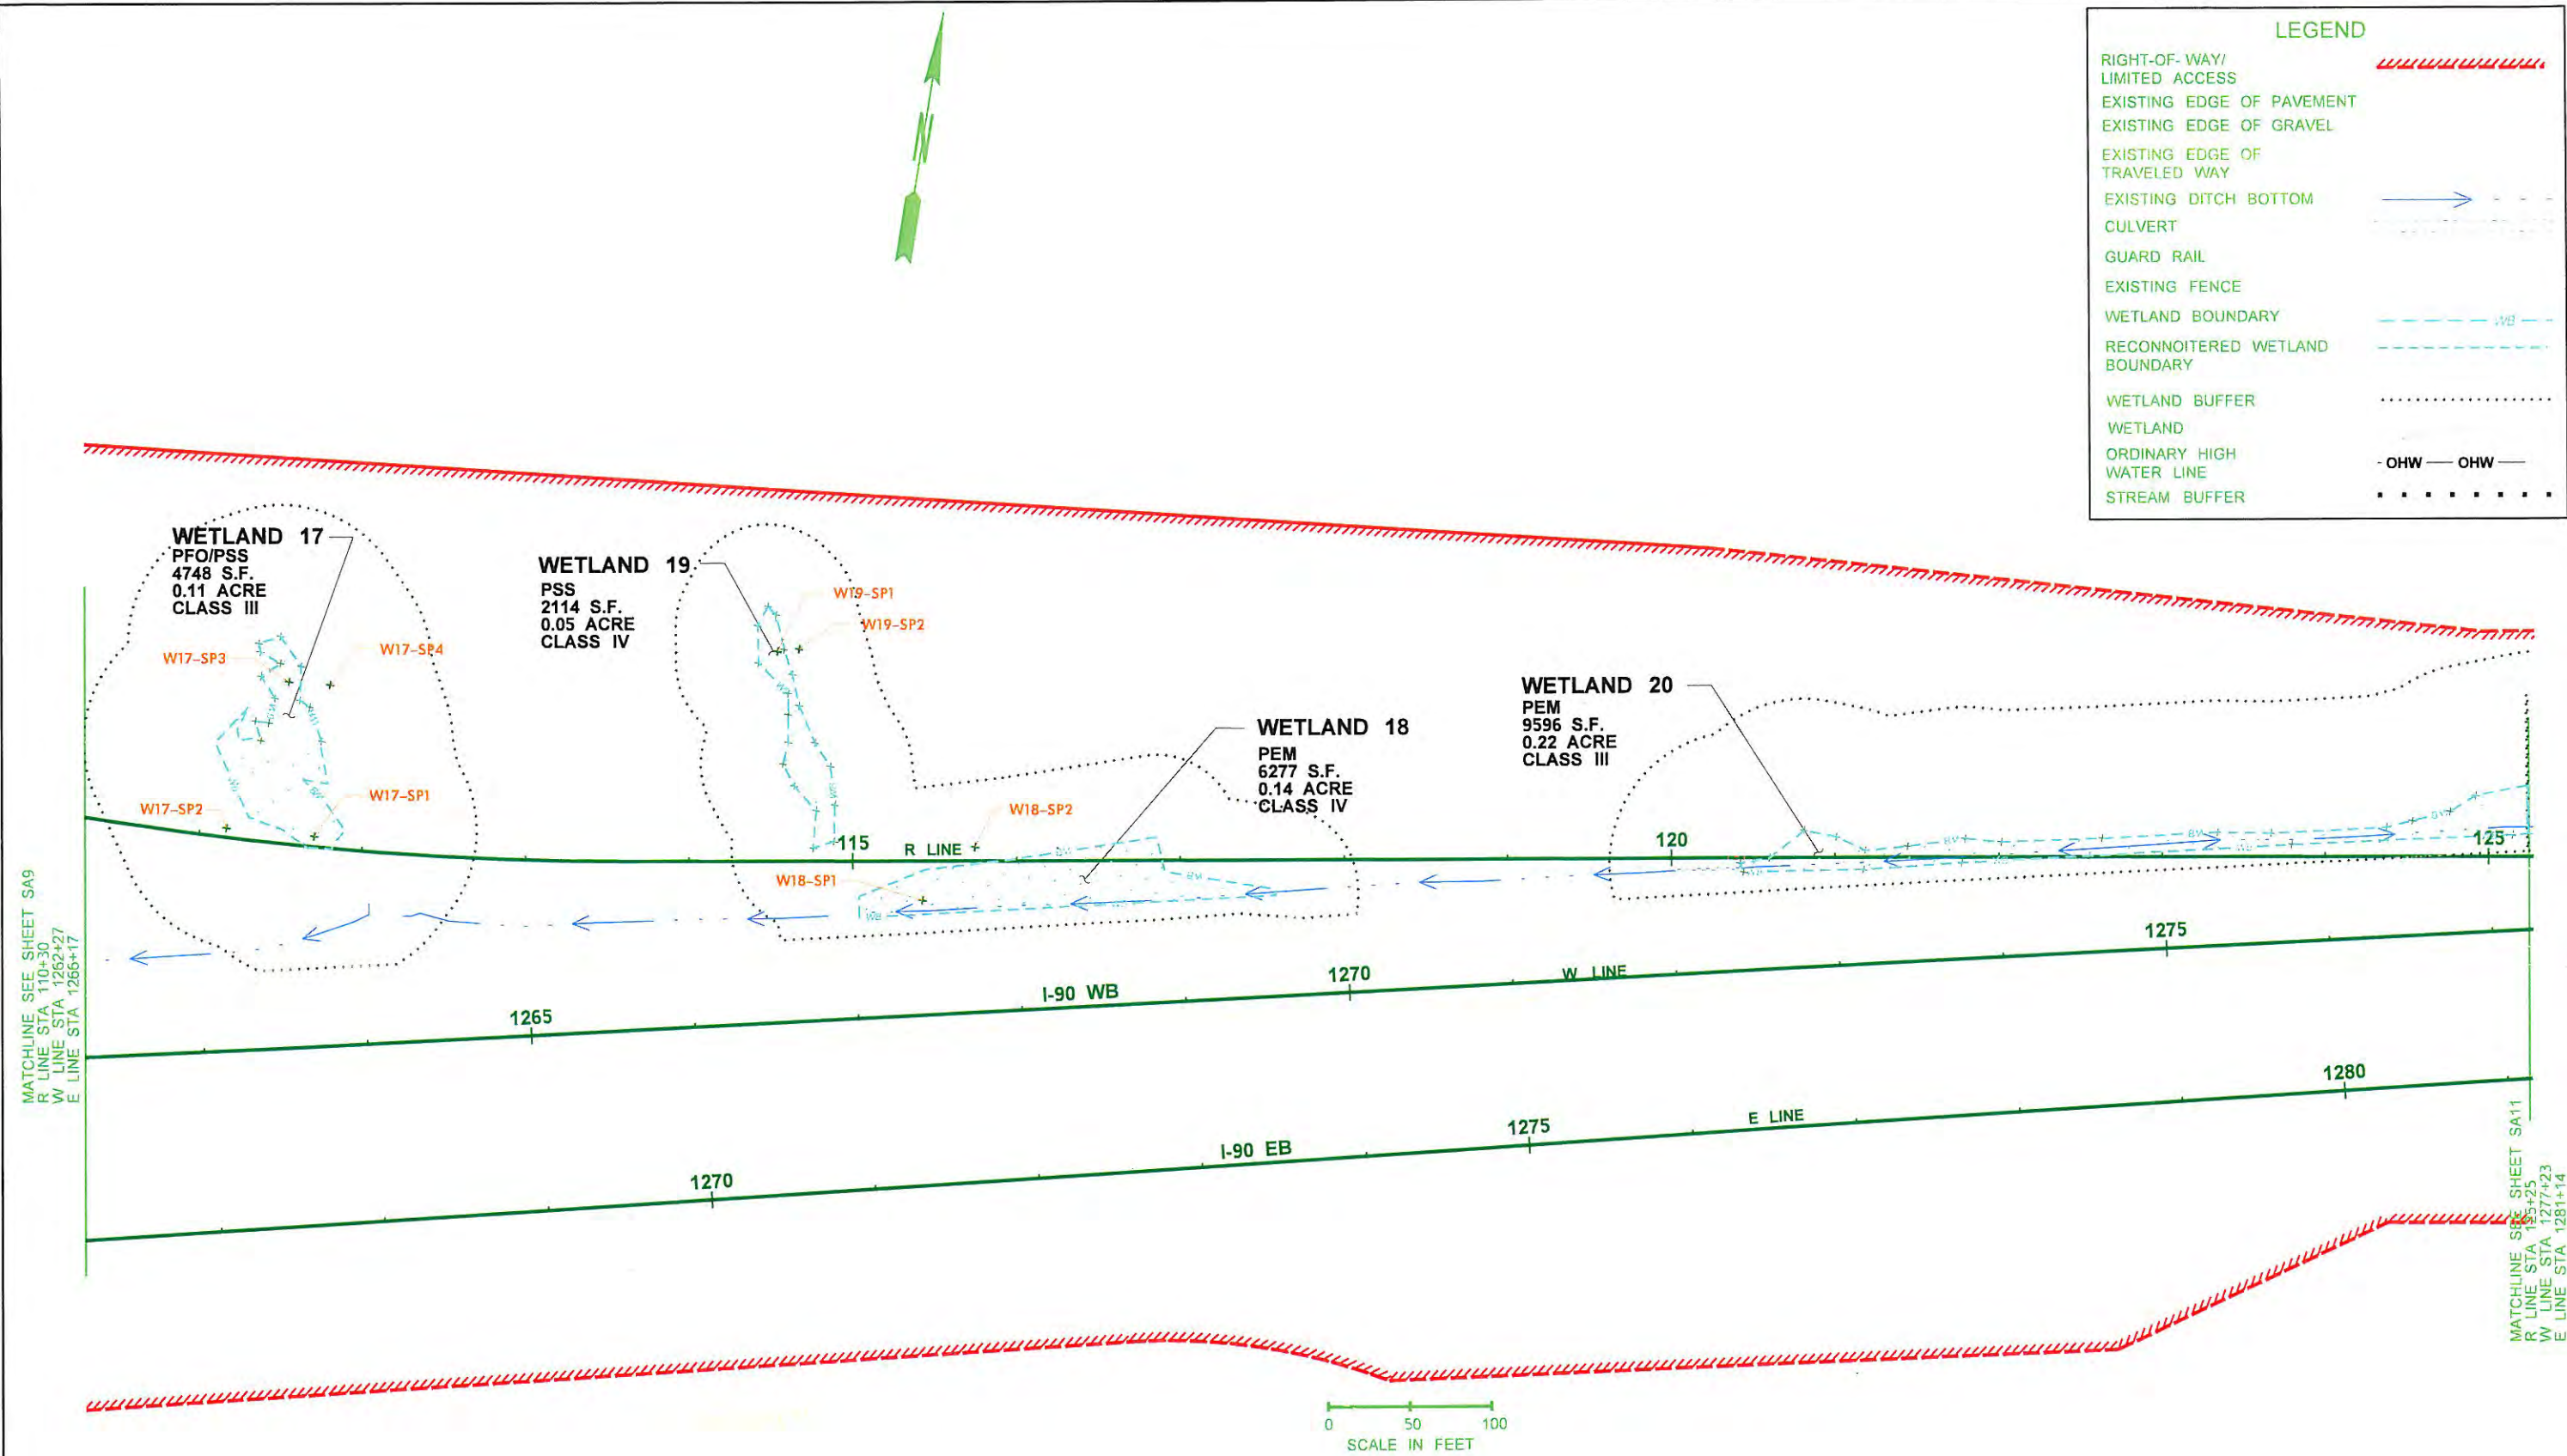 LEGEND
RIGHT-OF-WAY/
LIMITED ACCESS
EXISTING EDGE OF PAVEMENT
EXISTING EDGE OF GRAVEL
EXISTING EDGE OF
TRAVELED WAY
EXISTING DITCH BOTTOM
CULVERT
GUARD RAIL
EXISTING FENCE
WETLAND BOUNDARY
WB
RECONNOITERED WETLAND
BOUNDARY
WETLAND BUFFER
WETLAND
ORDINARY HIGH
WATER LINE
OHW OHW
STREAM BUFFER
N
WETLAND 17
PFO/PSS
4748 S.F.
0.11 ACRE
CLASS III
W17-SP3
W17-SP4
W17-SP2
W17-SP1
WETLAND 19
PSS
2114 S.F.
0.05 ACRE
CLASS IV
W19-SP1
W19-SP2
WETLAND 18
PEM
6277 S.F.
0.14 ACRE
CLASS IV
W18-SP2
W18-SP1
WETLAND 20
PEM
9596 S.F.
0.22 ACRE
CLASS III
115
R LINE
120
125
1265
I-90 WB
1270
W LINE
1275
1270
I-90 EB
1275
E LINE
1280
MATCHLINE SEE SHEET SA9
R LINE STA 110+30
W LINE STA 1262+27
E LINE STA 1266+17
MATCHLINE SEE SHEET SA11
R LINE STA 125+25
W LINE STA 1277+23
E LINE STA 1281+14
0 50 100
SCALE IN FEET